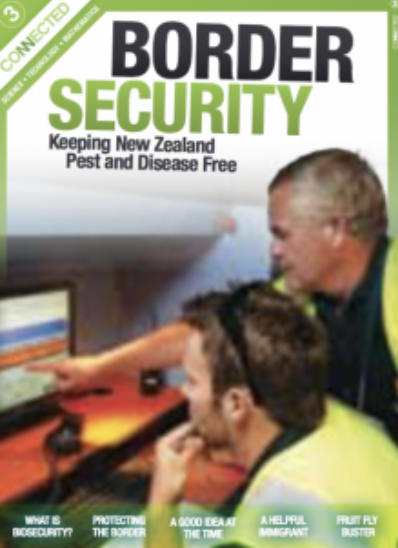 3
CONNECTED
SCIENCE • TECHNOLOGY • MATHEMATICS
BORDER
SECURITY
Keeping New Zealand
Pest and Disease Free
WHAT IS
BIOSECURITY?
PROTECTING
THE BORDER
A GOOD IDEA AT
THE TIME
A HELPFUL
IMMIGRANT
FRUIT FLY
BUSTER